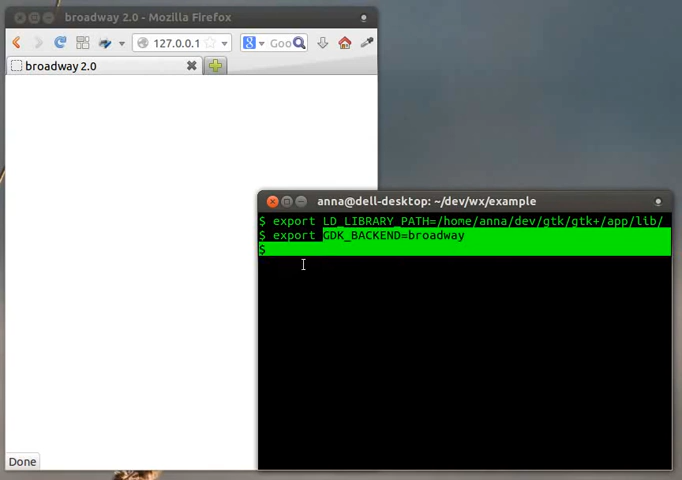 broadway 2.0 - Mozilla Firefox
127.0.0.1
Goo
broadway 2.0
anna@dell-desktop: ~/dev/wx/example
$ export LD_LIBRARY_PATH=/home/anna/dev/gtk/gtk+/app/lib/
$ export GDK_BACKEND=broadway
$
Done